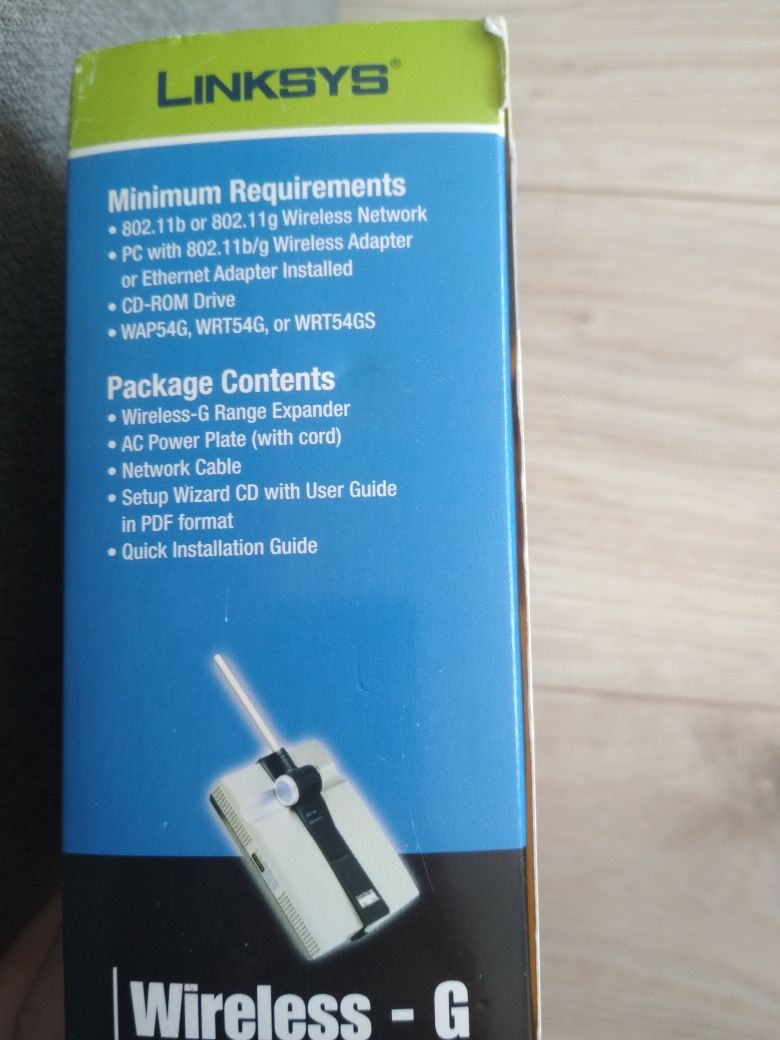 LINKSYS®
Minimum Requirements
• 802.11b or 802.11g Wireless Network
• PC with 802.11b/g Wireless Adapter
or Ethernet Adapter Installed
• CD-ROM Drive
• WAP54G, WRT54G, or WRT54GS
Package Contents
• Wireless-G Range Expander
• AC Power Plate (with cord)
• Network Cable
• Setup Wizard CD with User Guide
in PDF format
• Quick Installation Guide
Wireless - G